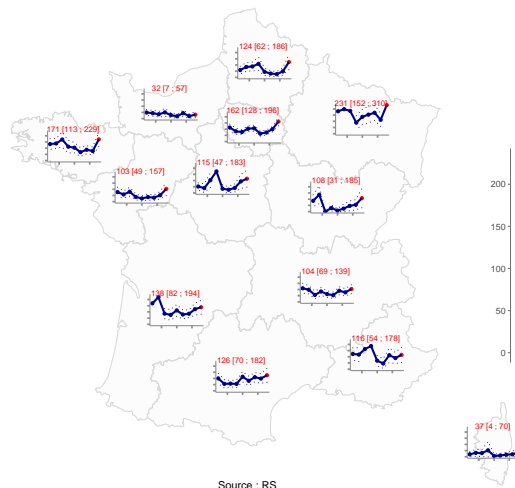 124 [62 ; 186]
32 [7 ; 57]
231 [152 ; 310]
162 [128 ; 196]
171 [113 ; 229]
115 [47 ; 183]
103 [49 ; 157]
108 [31 ; 185]
200
150
104 [69 ; 139]
100
138 [82 ; 194]
50
116 [54 ; 178]
0
126 [70 ; 182]
37 [4 ; 70]
Source : RS